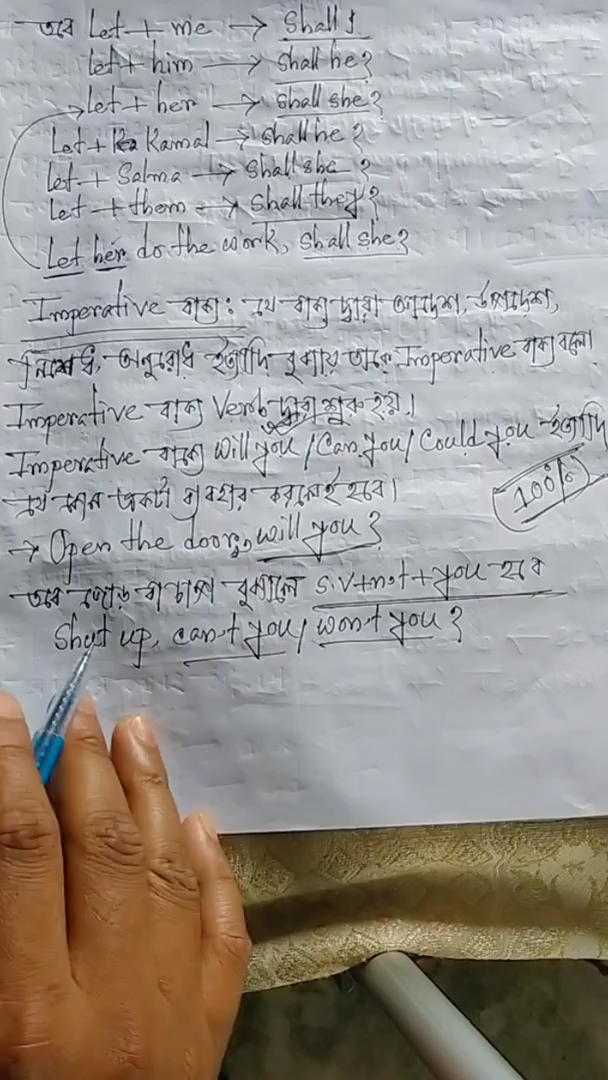 তবে Let + me → Shall I
Let + him → Shall he?
Let + her → Shall she?
Let + Kamal → Shall he?
Let + Salma → Shall she ?
Let + them → Shall they?
Let her do the work, Shall she?
Imperative বাক্য: যে বাক্য দ্বারা আদেশ, উপদেশ,
নিষেধ, অনুরোধ ইত্যাদি বুঝায় তাকে Imperative বাক্য বলে।
Imperative বাক্য Verb দ্বারা শুরু হয়।
Imperative বাক্যে Will you / Can you / Could you ইত্যাদি
যে কোন একটা ব্যবহার করলেই হবে।
100%
→ Open the door, will you?
তবে বা বুঝালে S.V+not+you হবে
Shut up, can't you / won't you ?